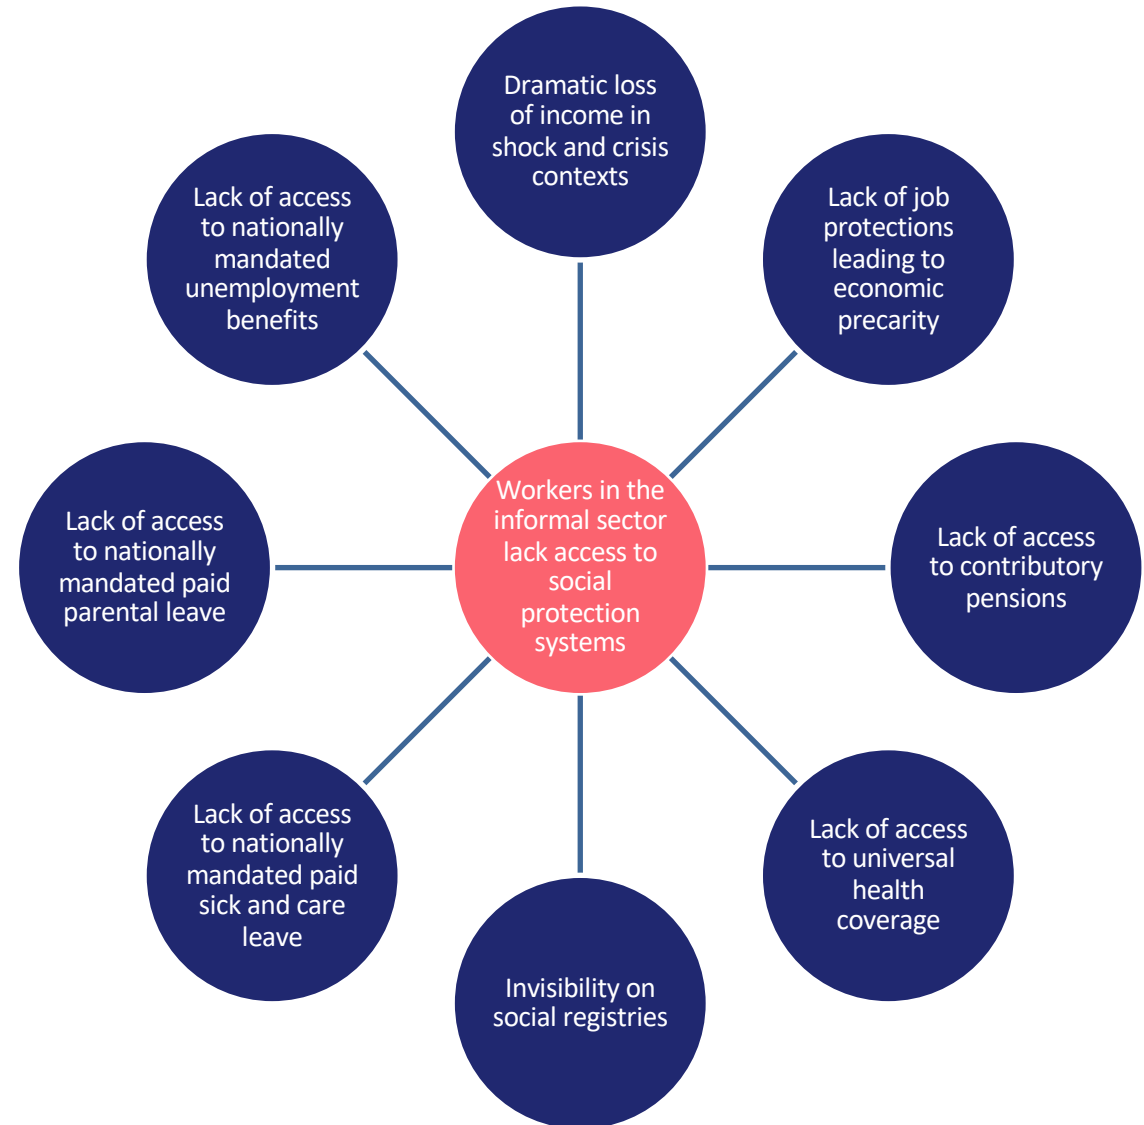 Dramatic loss
of income in
shock and crisis
contexts
Lack of job
protections
leading to
economic
precarity
Lack of access
to contributory
pensions
Lack of access
to universal
health
coverage
Invisibility on
social registries
Lack of access
to nationally
mandated paid
sick and care
leave
Lack of access
to nationally
mandated paid
parental leave
Lack of access
to nationally
mandated
unemployment
benefits
Workers in the
informal sector
lack access to
social
protection
systems